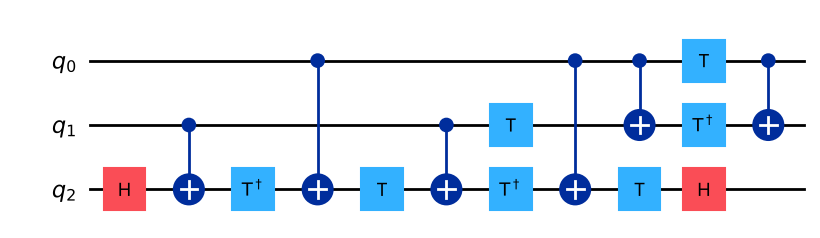 q0 T
q1 T T†
H T† T T† T H
q2